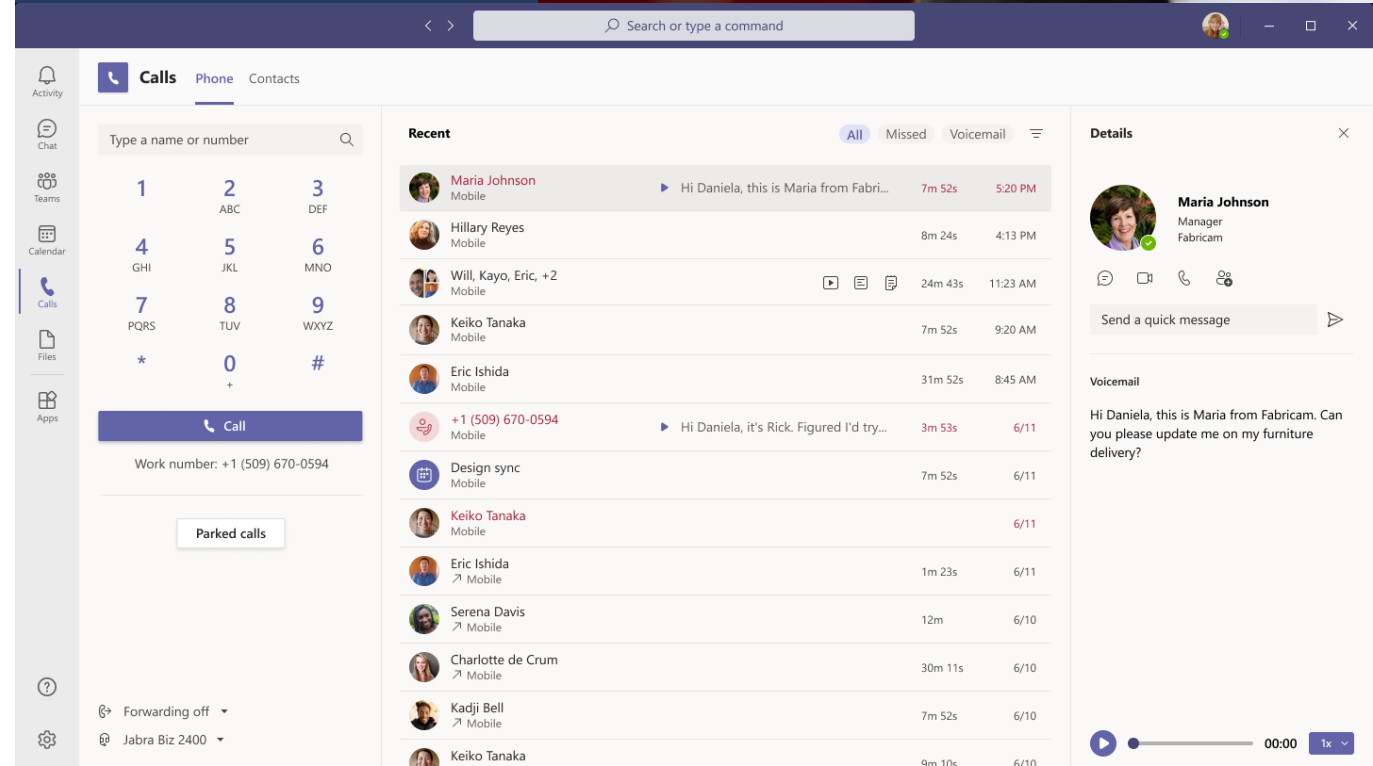 Search or type a command
Activity
Chat
Teams
Calendar
Calls
Files
Apps
Calls Phone Contacts
Type a name or number
1 2 3
ABC DEF
4 5 6
GHI JKL MNO
7 8 9
PQRS TUV WXYZ
* 0 #
+
Call
Work number: +1 (509) 670-0594
Parked calls
Forwarding off
Jabra Biz 2400
Recent All Missed Voicemail
Maria Johnson
Mobile
Hi Daniela, this is Maria from Fabri... 7m 52s 5:20 PM
Hillary Reyes
Mobile
8m 24s 4:13 PM
Will, Kayo, Eric, +2
Mobile
24m 43s 11:23 AM
Keiko Tanaka
Mobile
7m 52s 9:20 AM
Eric Ishida
Mobile
31m 52s 8:45 AM
+1 (509) 670-0594
Mobile
Hi Daniela, it's Rick. Figured I'd try... 3m 53s 6/11
Design sync
Mobile
7m 52s 6/11
Keiko Tanaka
Mobile
6/11
Eric Ishida
Mobile
1m 23s 6/11
Serena Davis
Mobile
12m 6/10
Charlotte de Crum
Mobile
30m 11s 6/10
Kadji Bell
Mobile
7m 52s 6/10
Keiko Tanaka
9m 10s 6/10
Details
Maria Johnson
Manager
Fabricam
Send a quick message
Voicemail
Hi Daniela, this is Maria from Fabricam. Can
you please update me on my furniture
delivery?
00:00 1x